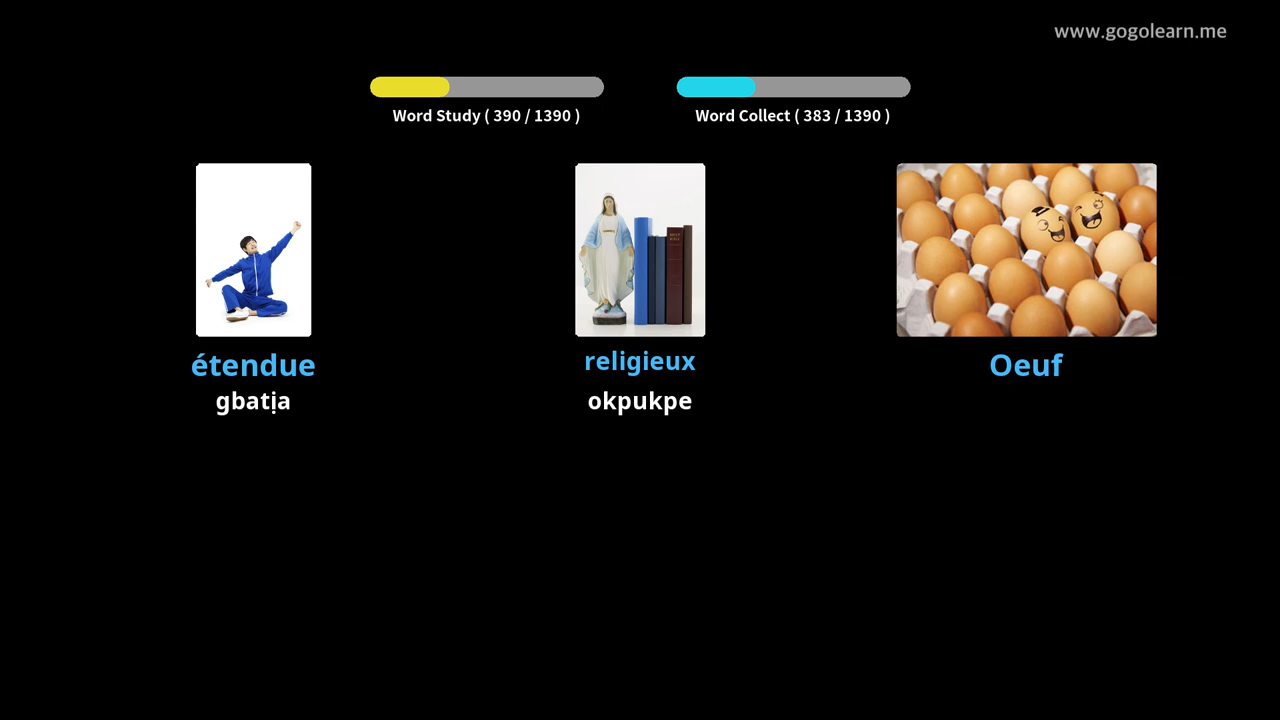 www.gogolearn.me
Word Study ( 390 / 1390 )
Word Collect ( 383 / 1390 )
étendue
gbatịa
religieux
okpukpe
Oeuf